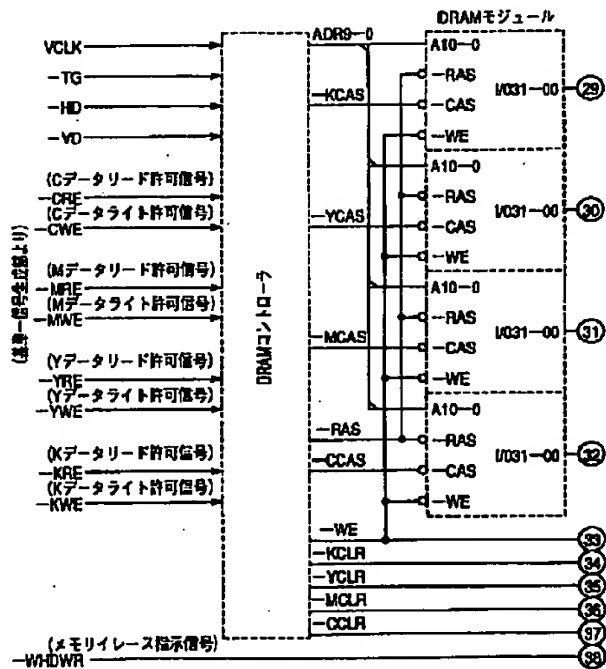 DRAMモジュール
VCLK
ADR9—0
A10—0
—TG
—RAS
I/O31—00
29
—HD
—KCAS
—CAS
—VD
—WE
(Cデータリード許可信号)
—CRE
A10—0
—RAS
I/O31—00
30
(Cデータライト許可信号)
—CWE
—YCAS
—CAS
—WE
(基準—信号生成部より)
(Mデータリード許可信号)
—MRE
A10—0
(Mデータライト許可信号)
—MWE
—RAS
I/O31—00
31
DRAMコントローラ
—MCAS
—CAS
(Yデータリード許可信号)
—YRE
—WE
(Yデータライト許可信号)
—YWE
A10—0
—RAS
—RAS
(Kデータリード許可信号)
—KRE
—CCAS
—CAS
I/O31—00
32
(Kデータライト許可信号)
—KWE
—WE
—WE
33
—KCLR
34
—YCLR
35
—MCLR
36
—CCLR
37
(メモリイレース指示信号)
—WHDWR
38